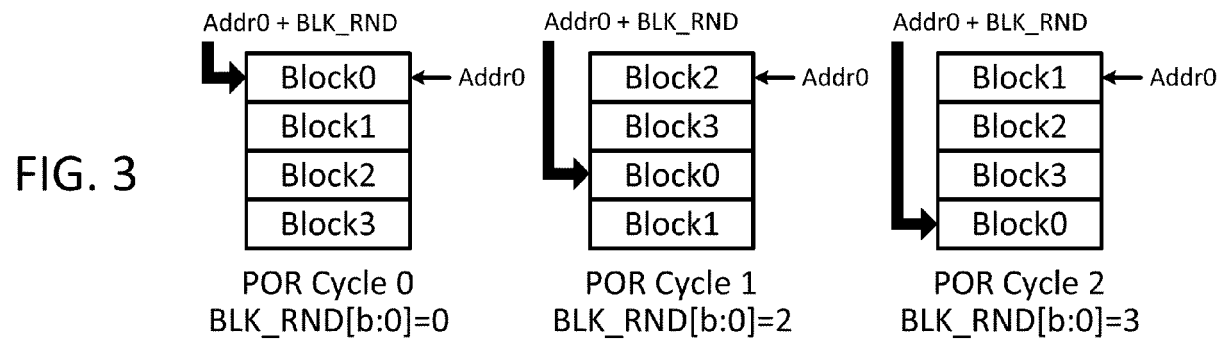 FIG. 3
Addr0 + BLK_RND
Block0
Addr0
Block1
Block2
Block3
POR Cycle 0
BLK_RND[b:0]=0
Addr0 + BLK_RND
Block2
Addr0
Block3
Block0
Block1
POR Cycle 1
BLK_RND[b:0]=2
Addr0 + BLK_RND
Block1
Addr0
Block2
Block3
Block0
POR Cycle 2
BLK_RND[b:0]=3